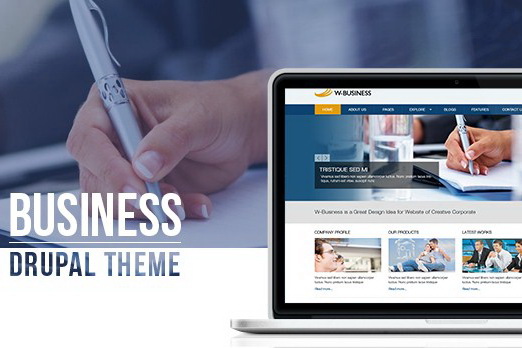 BUSINESS
DRUPAL THEME
W-BUSINESS
HOME ABOUT US PAGES EXPLORE BLOGS FEATURES CONTACT
TRISTIQUE SED MI
W-Business is a Great Design Idea for Website of Creative Corporate
COMPANY PROFILE OUR PRODUCTS LATEST WORKS
Read more... Read more... Read more...